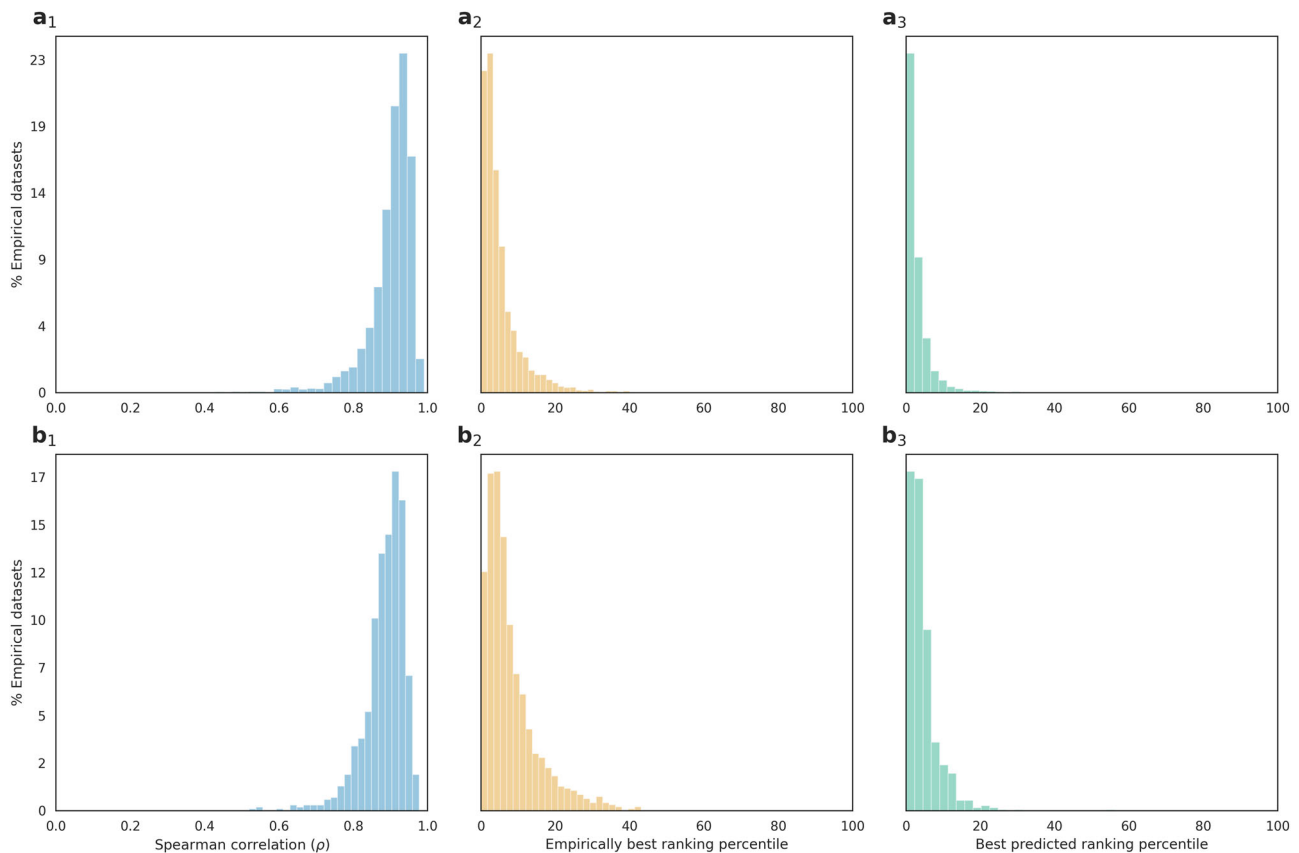 a1 a2 a3
% Empirical datasets
23
19
14
9
4
0
0.0 0.2 0.4 0.6 0.8 1.0
0 20 40 60 80 100
0 20 40 60 80 100
b1 b2 b3
% Empirical datasets
17
15
12
10
7
5
2
0
0.0 0.2 0.4 0.6 0.8 1.0
0 20 40 60 80 100
0 20 40 60 80 100
Spearman correlation (ρ)
Empirically best ranking percentile
Best predicted ranking percentile